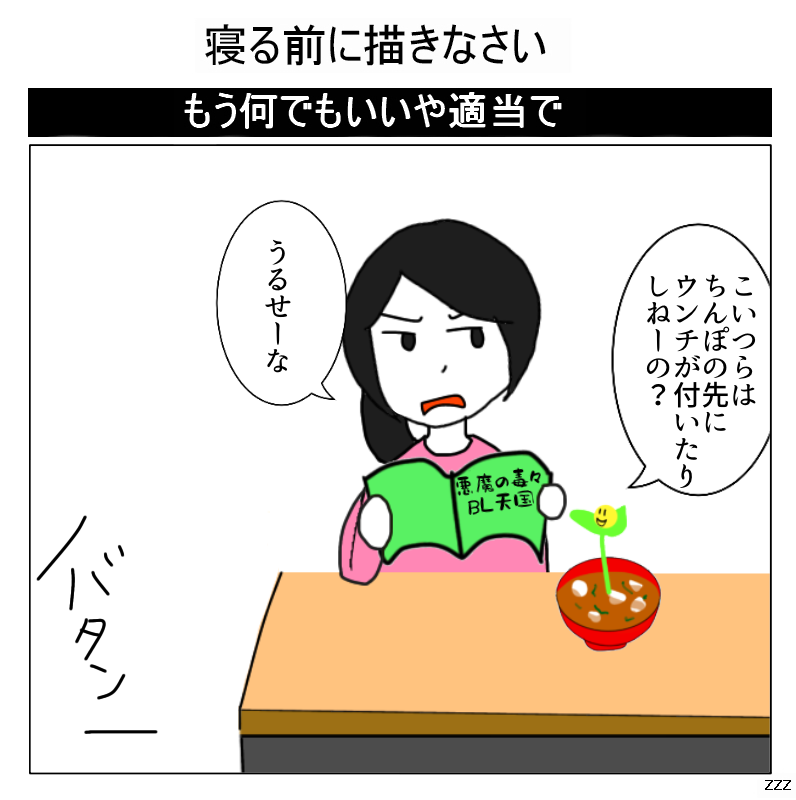 寝る前に描きなさい
もう何でもいいや適当で
こいつらは
ちんぽの先に
ウンチが付いたり
しねーの？
うるせーな
悪魔の毒々
BL天国
バタンー
zzz